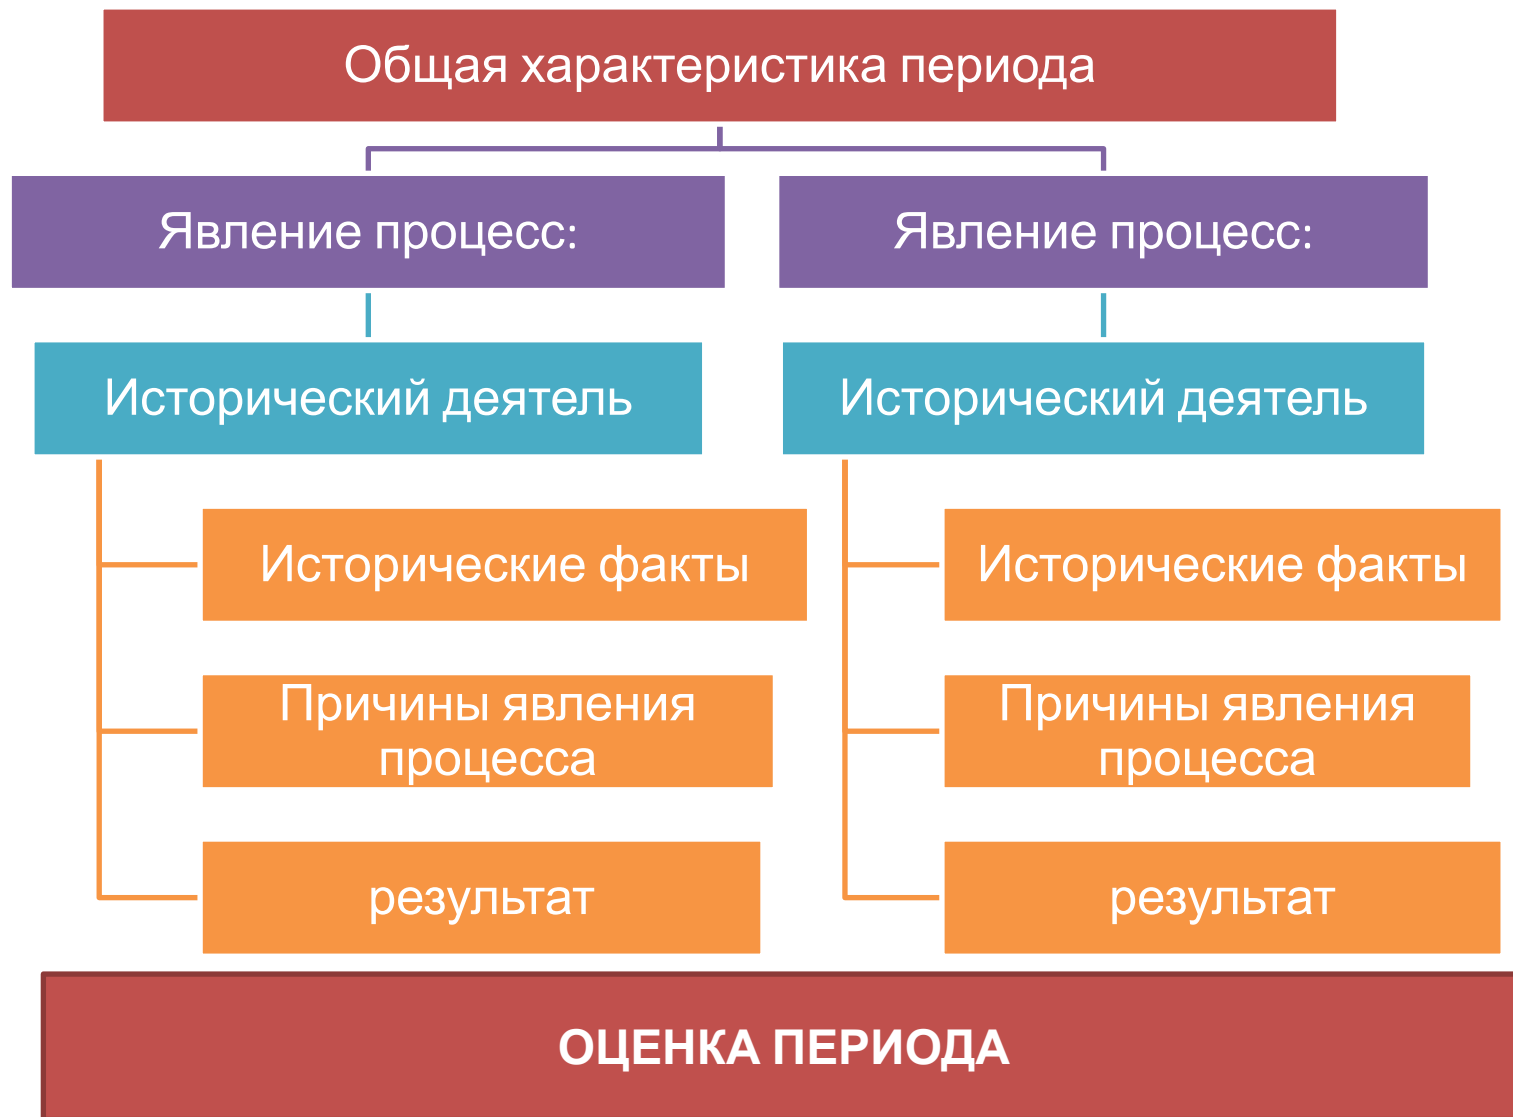 Общая характеристика периода
Явление процесс:
Явление процесс:
Исторический деятель
Исторический деятель
Исторические факты
Исторические факты
Причины явления
процесса
Причины явления
процесса
результат
результат
ОЦЕНКА ПЕРИОДА